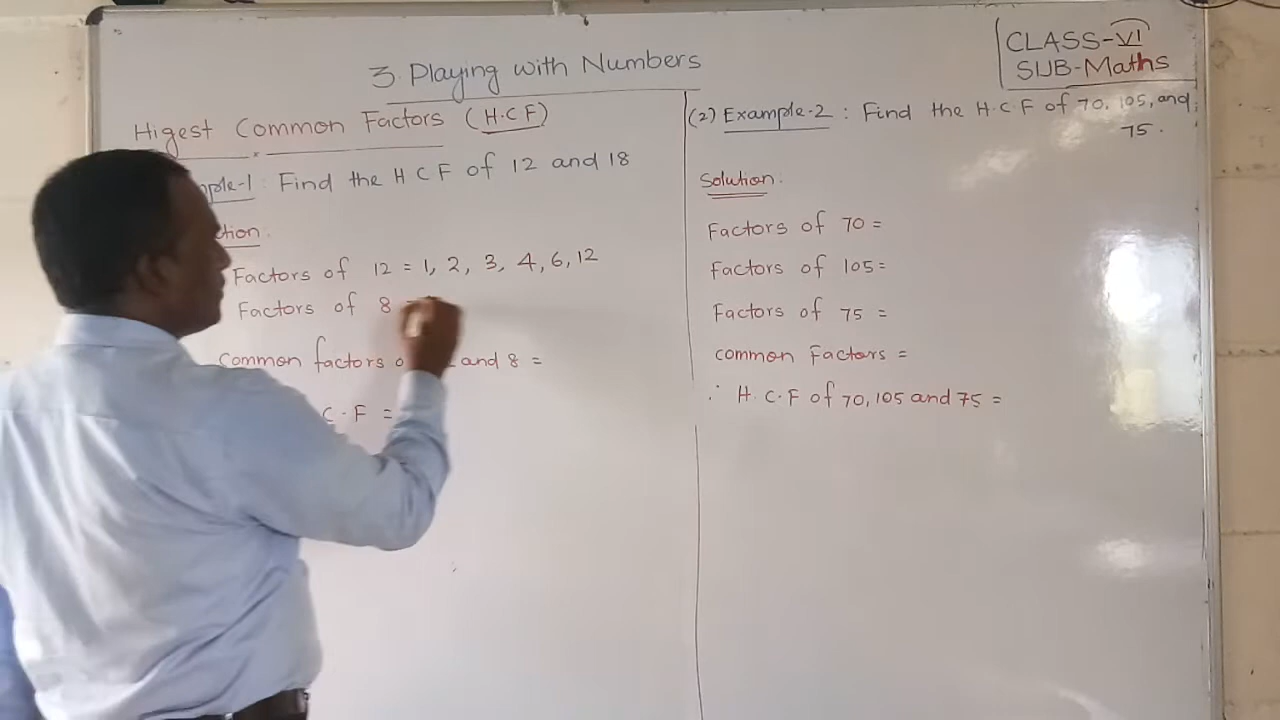 3. Playing with Numbers
CLASS-VI
SUB-Maths
Higest Common Factors (H.C.F)
ple-1: Find the H C F of 12 and 18
tion:
Factors of 12 = 1, 2, 3, 4, 6, 12
Factors of 8
Common factors and 8 =
C.F =
(2) Example-2 : Find the H.C.F of 70, 105, and
75.
Solution:
Factors of 70 =
Factors of 105=
Factors of 75 =
common Factors =
∴ H.C.F of 70, 105 and 75 =